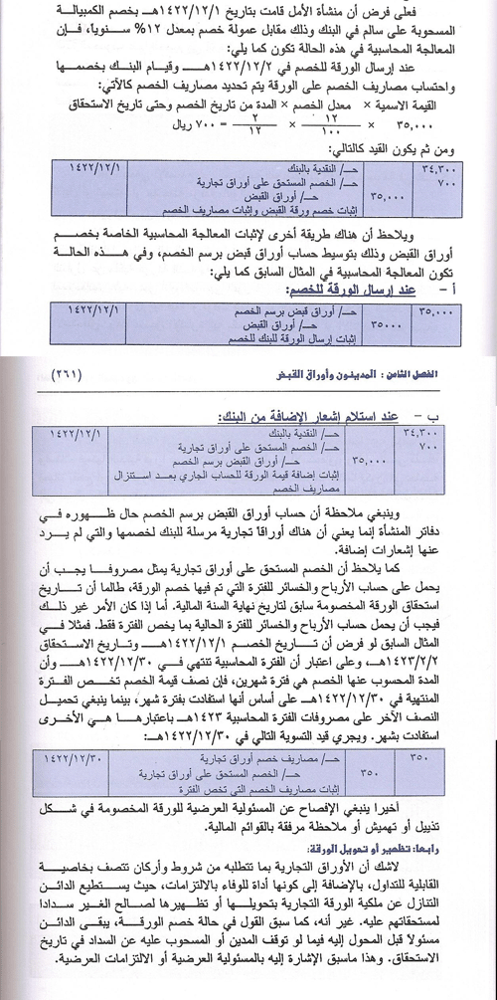 فعلى فرض أن منشأة الأمل قامت بتاريخ ١٤٢٢/١٢/١هـ بخصم الكمبيالة
المسحوبة على سالم في البنك وذلك مقابل عمولة خصم بمعدل ١٢% سنوياً، فإن
المعالجة المحاسبية في هذه الحالة تكون كما يلي:
عند إرسال الورقة للخصم في ١٤٢٢/١٢/٢هـ وقيام البنك بخصمها
واحتساب مصاريف الخصم على الورقة يتم تحديد مصاريف الخصم كالآتي:
القيمة الاسمية × معدل الخصم × المدة من تاريخ الخصم وحتى تاريخ الاستحقاق
٣٥,٠٠٠ × ١٢/١٠٠ × ٢/١٢ = ٧٠٠ ريال
ومن ثم يكون القيد كالتالي:
٣٤,٣٠٠ حـ/ النقدية بالبنك ١٤٢٢/١٢/١
٧٠٠ حـ/ الخصم المستحق على أوراق تجارية
٣٥,٠٠٠ حـ/ أوراق القبض
إثبات خصم ورقة القبض وإثبات مصاريف الخصم
ويلاحظ أن هناك طريقة أخرى لإثبات المعالجة المحاسبية الخاصة بخصم
أوراق القبض وذلك بتوسيط حساب أوراق قبض برسم الخصم، وفي هذه الحالة
تكون المعالجة المحاسبية في المثال السابق كما يلي:
أ – عند إرسال الورقة للخصم:
٣٥,٠٠٠ حـ/ أوراق قبض برسم الخصم ١٤٢٢/١٢/١
٣٥٠٠٠ حـ/ أوراق القبض
إثبات إرسال الورقة للبنك للخصم
الفصل الثامن : المدينون وأوراق القبض (٢٦١)
ب – عند استلام إشعار الإضافة من البنك:
٣٤,٣٠٠ حـ/ النقدية بالبنك ١٤٢٢/١٢/١
٧٠٠ حـ/ الخصم المستحق على أوراق تجارية
٣٥,٠٠٠ حـ/ أوراق القبض برسم الخصم
إثبات إضافة قيمة الورقة للحساب الجاري بعد استنزال
مصاريف الخصم
وينبغي ملاحظة أن حساب أوراق القبض برسم الخصم حال ظهوره في
دفاتر المنشأة إنما يعني أن هناك أوراقاً تجارية مرسلة للبنك لخصمها والتي لم يرد
عنها إشعارات إضافة.
كما يلاحظ أن الخصم المستحق على أوراق تجارية يمثل مصروفا يجب أن
يحمل على حساب الأرباح والخسائر للفترة التي تم فيها خصم الورقة، طالما أن تاريخ
استحقاق الورقة المخصومة سابق لتاريخ نهاية السنة المالية. أما إذا كان الأمر غير ذلك
فيجب أن يحمل حساب الأرباح والخسائر للفترة الحالية بما يخص الفترة فقط. فمثلا في
المثال السابق لو فرض أن تاريخ الخصم ١٤٢٢/١٢/١هـ وتاريخ الاستحقاق
١٤٢٣/٢/٢هـ، وعلى اعتبار أن الفترة المحاسبية تنتهي في ١٤٢٢/١٢/٣٠هـ وأن
المدة المحسوب عنها الخصم هي فترة شهرين، فإن نصف قيمة الخصم تخص الفترة
المنتهية في ١٤٢٢/١٢/٣٠هـ على أساس أنها استفادت بفترة شهر، بينما ينبغي تحميل
النصف الآخر على مصروفات الفترة المحاسبية ١٤٢٣هـ باعتبارها هي الأخرى
استفادت بشهر. ويجري قيد التسوية التالي في ١٤٢٢/١٢/٣٠هـ:
٣٥٠ حـ/ مصاريف خصم أوراق تجارية ١٤٢٢/١٢/٣٠
٣٥٠ حـ/ الخصم المستحق على أوراق تجارية
إثبات مصاريف الخصم التي تخص الفترة
أخيرا ينبغي الإفصاح عن المسئولية العرضية للورقة المخصومة في شكل
تذييل أو تهميش أو ملاحظة مرفقة بالقوائم المالية.
رابعا: تظهير أو تحويل الورقة:
لاشك أن الأوراق التجارية بما تتطلبه من شروط وأركان تتصف بخاصية
القابلية للتداول، بالإضافة إلى كونها أداة للوفاء بالالتزامات، حيث يستطيع الدائن
التنازل عن ملكية الورقة التجارية بتحويلها أو تظهيرها لصالح الغير سدادا
لمستحقاتهم عليه. غير أنه، كما سبق القول في حالة خصم الورقة، يبقى الدائن
مسئولاً قبل المحول إليه فيما لو توقف المدين أو المسحوب عليه عن السداد في تاريخ
الاستحقاق. وهذا ماسبق الإشارة إليه بالمسئولية العرضية أو الالتزامات العرضية.